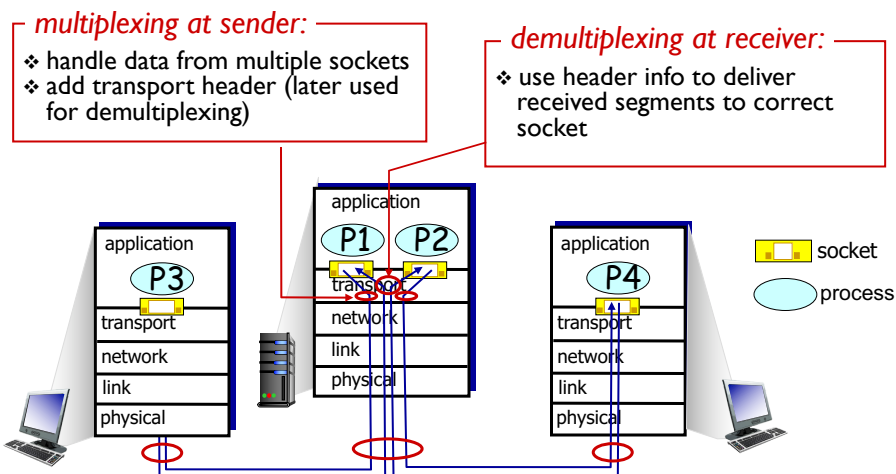 multiplexing at sender:
❖ handle data from multiple sockets
❖ add transport header (later used
for demultiplexing)
demultiplexing at receiver:
❖ use header info to deliver
received segments to correct
socket
application
P3
transport
network
link
physical
application
P1 P2
transport
network
link
physical
application
P4
transport
network
link
physical
socket
process